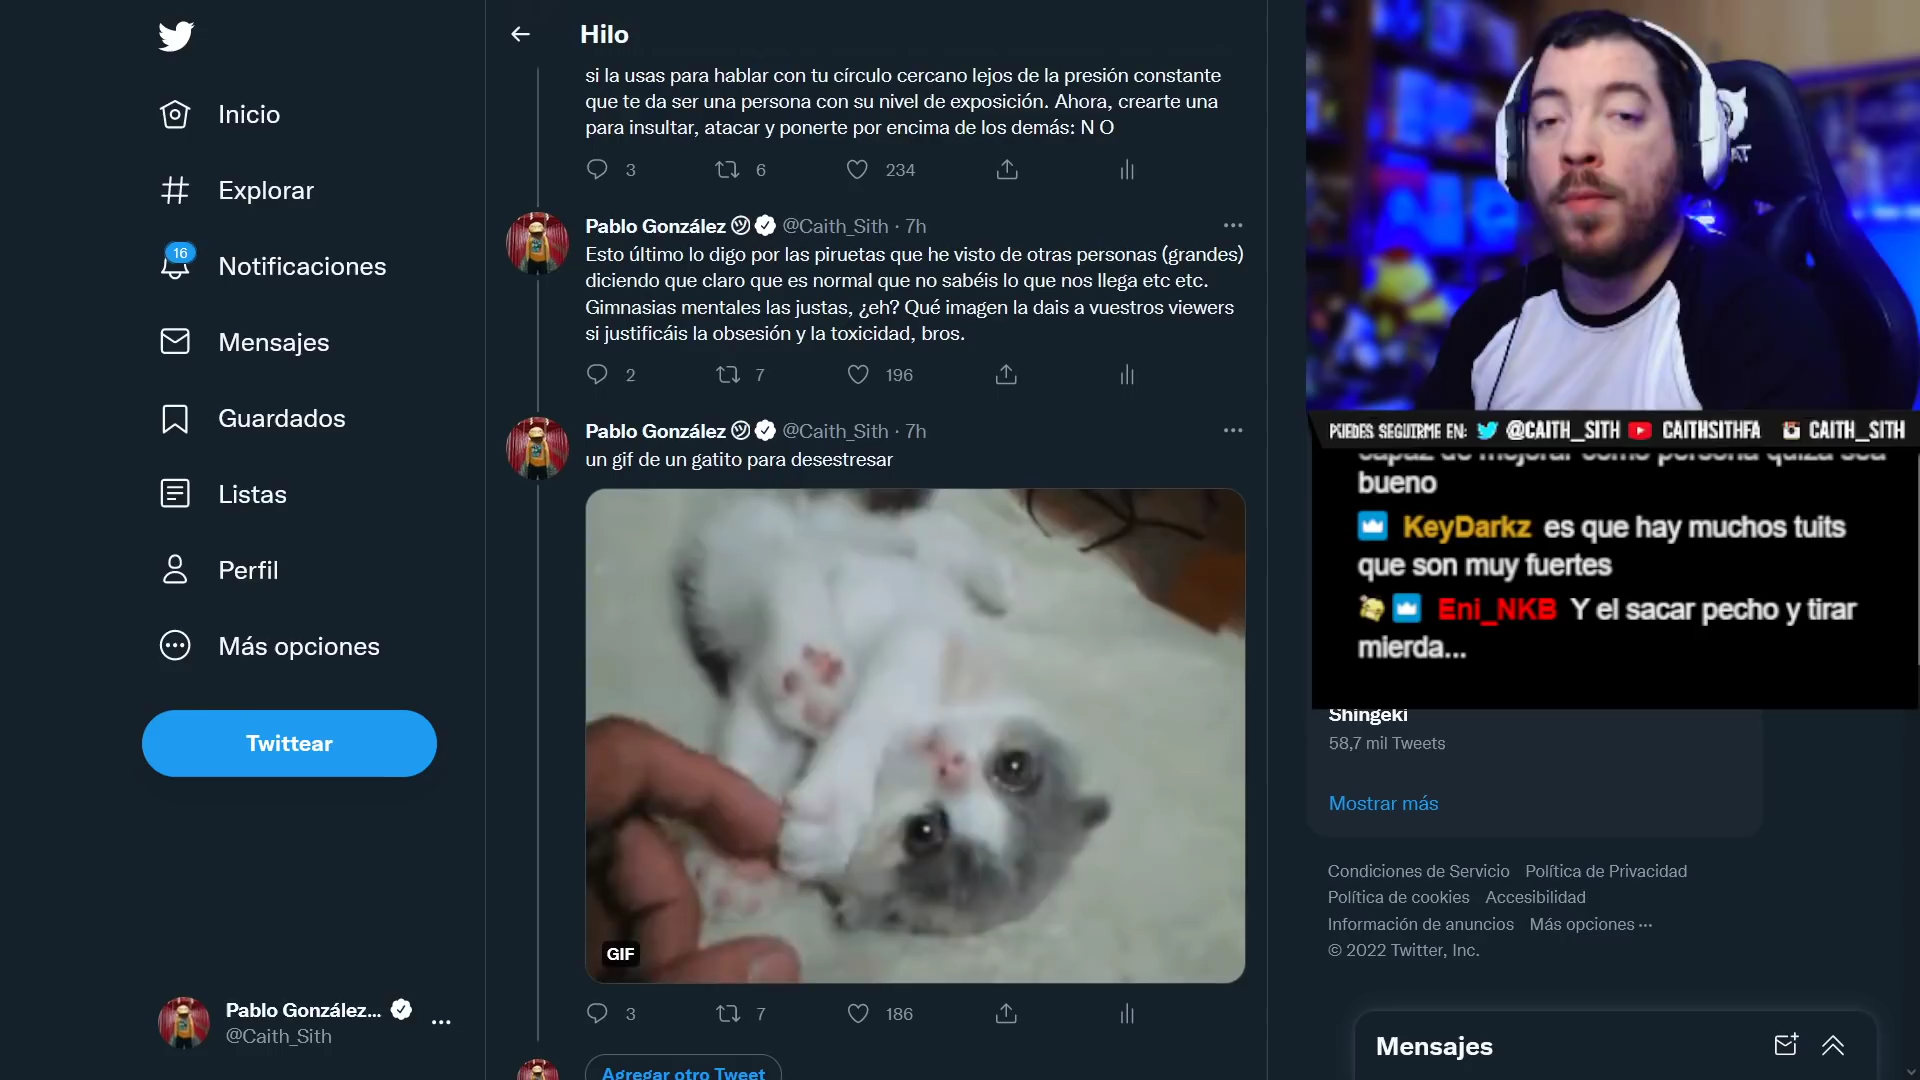 Inicio
Explorar
16
Notificaciones
Mensajes
Guardados
Listas
Perfil
Más opciones
Twittear
Pablo González...
@Caith_Sith
Hilo
si la usas para hablar con tu círculo cercano lejos de la presión constante
que te da ser una persona con su nivel de exposición. Ahora, crearte una
para insultar, atacar y ponerte por encima de los demás: N O
3 6 234
Pablo González @Caith_Sith · 7h
Esto último lo digo por las piruetas que he visto de otras personas (grandes)
diciendo que claro que es normal que no sabéis lo que nos llega etc etc.
Gimnasias mentales las justas, ¿eh? Qué imagen la dais a vuestros viewers
si justificáis la obsesión y la toxicidad, bros.
2 7 196
Pablo González @Caith_Sith · 7h
un gif de un gatito para desestresar
GIF
3 7 186
Agregar otro Tweet
PUEDES SEGUIRME EN: @CAITH_SITH CAITHSITHFA CAITH_SITH
capaz de mejorar como persona quizá sea
bueno
KeyDarkz es que hay muchos tuits
que son muy fuertes
Eni_NKB Y el sacar pecho y tirar
mierda...
Shingeki
58,7 mil Tweets
Mostrar más
Condiciones de Servicio Política de Privacidad
Política de cookies Accesibilidad
Información de anuncios Más opciones ···
© 2022 Twitter, Inc.
Mensajes